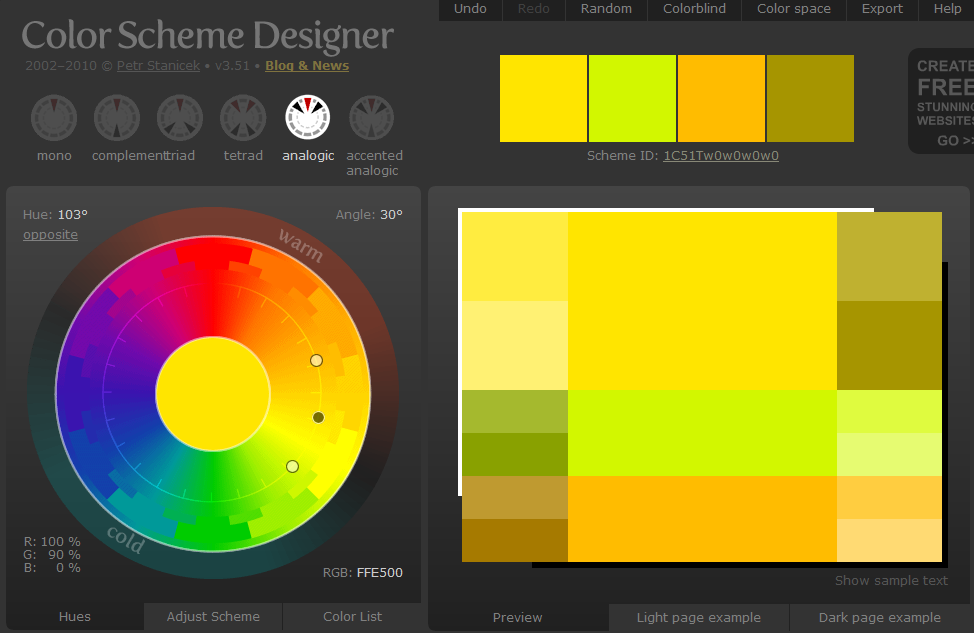 Undo Redo Random Colorblind Color space Export Help
Color Scheme Designer
2002–2010 © Petr Stanicek • v3.51 • Blog & News
mono complement triad tetrad analogic accented
analogic
Scheme ID: 1C51Tw0w0w0w0
CREATE
FREE
STUNNING
WEBSITES
GO >>
Hue: 103° Angle: 30°
opposite
warm
cold
R: 100 %
G: 90 %
B: 0 %
RGB: FFE500
Hues Adjust Scheme Color List
Show sample text
Preview Light page example Dark page example